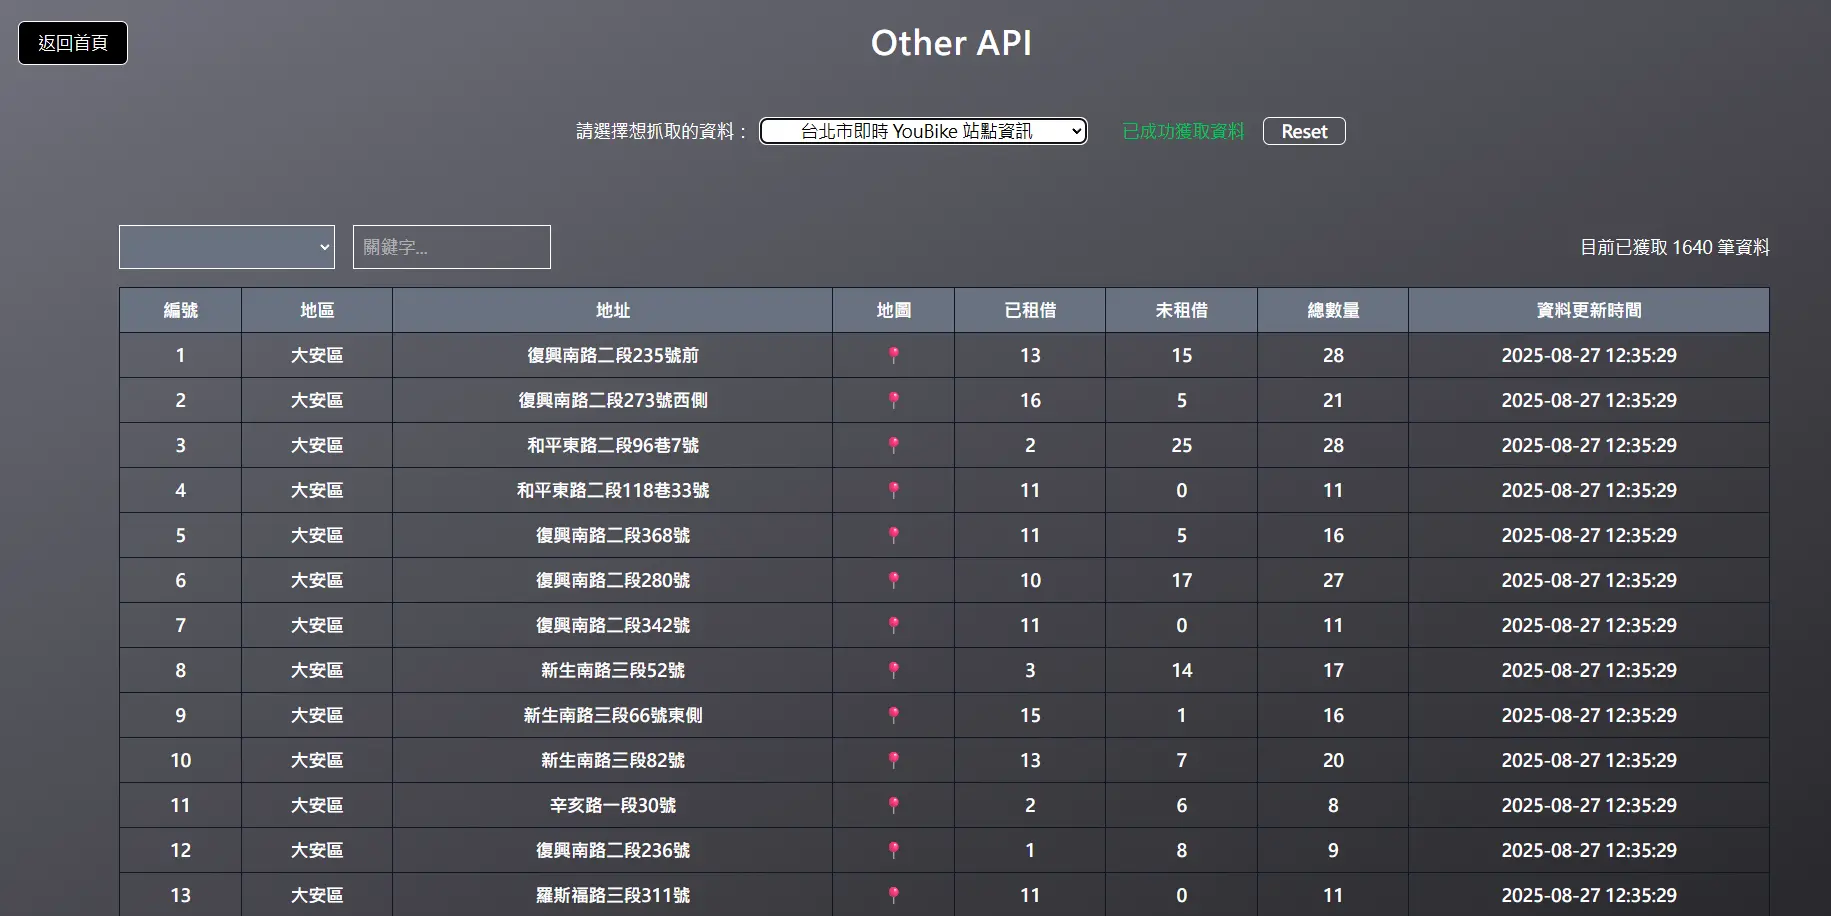 返回首頁
Other API
請選擇想抓取的資料： 台北市即時 YouBike 站點資訊 已成功獲取資料 Reset
關鍵字... 目前已獲取 1640 筆資料
編號 地區 地址 地圖 已租借 未租借 總數量 資料更新時間
1 大安區 復興南路二段235號前 13 15 28 2025-08-27 12:35:29
2 大安區 復興南路二段273號西側 16 5 21 2025-08-27 12:35:29
3 大安區 和平東路二段96巷7號 2 25 28 2025-08-27 12:35:29
4 大安區 和平東路二段118巷33號 11 0 11 2025-08-27 12:35:29
5 大安區 復興南路二段368號 11 5 16 2025-08-27 12:35:29
6 大安區 復興南路二段280號 10 17 27 2025-08-27 12:35:29
7 大安區 復興南路二段342號 11 0 11 2025-08-27 12:35:29
8 大安區 新生南路三段52號 3 14 17 2025-08-27 12:35:29
9 大安區 新生南路三段66號東側 15 1 16 2025-08-27 12:35:29
10 大安區 新生南路三段82號 13 7 20 2025-08-27 12:35:29
11 大安區 辛亥路一段30號 2 6 8 2025-08-27 12:35:29
12 大安區 復興南路二段236號 1 8 9 2025-08-27 12:35:29
13 大安區 羅斯福路三段311號 11 0 11 2025-08-27 12:35:29